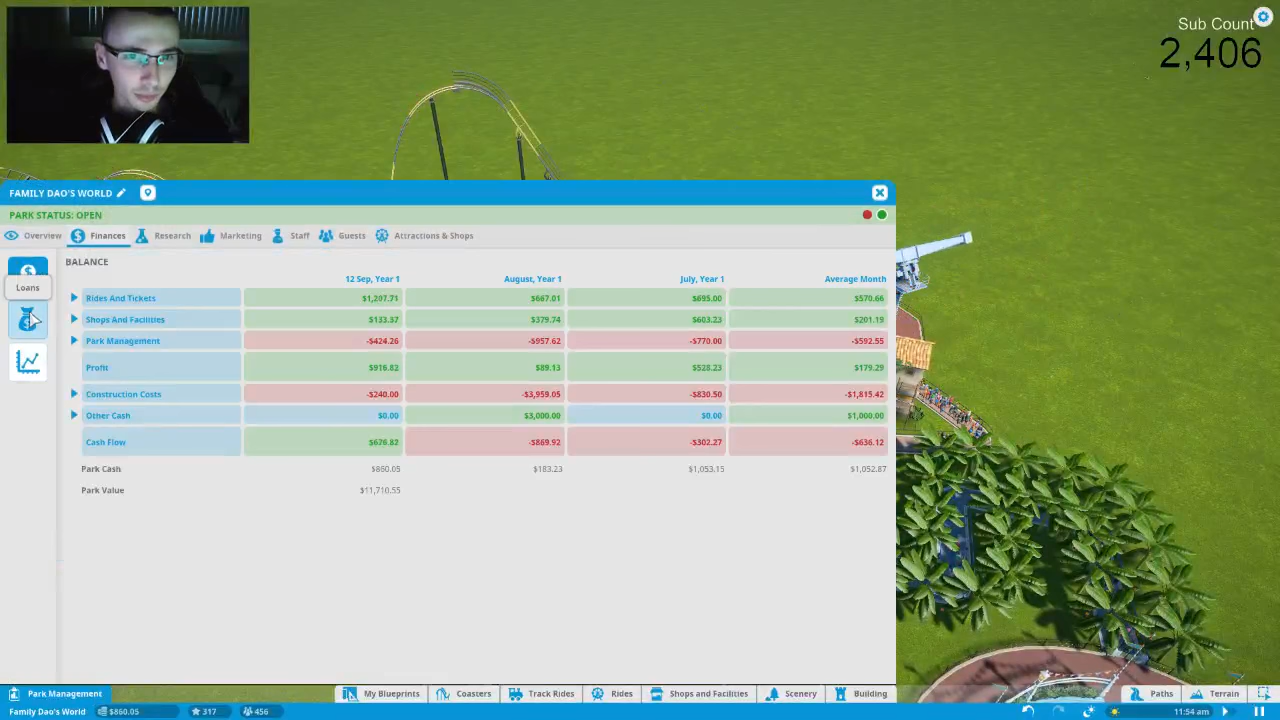 Sub Count
2,406
FAMILY DAO'S WORLD
PARK STATUS: OPEN
Overview Finances Research Marketing Staff Guests Attractions & Shops
BALANCE
Loans
12 Sep, Year 1 August, Year 1 July, Year 1 Average Month
Rides And Tickets $1,207.71 $667.01 $695.00 $570.66
Shops And Facilities $133.37 $379.74 $603.23 $201.19
Park Management -$424.26 -$957.62 -$770.00 -$592.55
Profit $916.82 $89.13 $528.23 $179.29
Construction Costs -$240.00 -$3,959.05 -$830.50 -$1,815.42
Other Cash $0.00 $3,000.00 $0.00 $1,000.00
Cash Flow $676.82 -$869.92 -$302.27 -$636.12
Park Cash $860.05 $183.23 $1,053.15 $1,052.87
Park Value $11,710.55
Park Management My Blueprints Coasters Track Rides Rides Shops and Facilities Scenery Building Paths Terrain
Family Dao's World $860.05 317 456 11:54 am